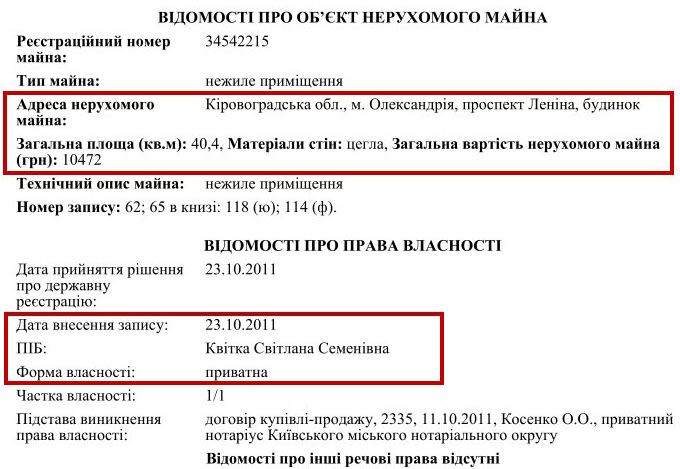 ВІДОМОСТІ ПРО ОБ’ЄКТ НЕРУХОМОГО МАЙНА
Реєстраційний номер майна: 34542215
Тип майна: нежиле приміщення
Адреса нерухомого майна: Кіровоградська обл., м. Олександрія, проспект Леніна, будинок
Загальна площа (кв.м): 40,4, Матеріали стін: цегла, Загальна вартість нерухомого майна
(грн): 10472
Технічний опис майна: нежиле приміщення
Номер запису: 62; 65 в книзі: 118 (ю); 114 (ф).
ВІДОМОСТІ ПРО ПРАВА ВЛАСНОСТІ
Дата прийняття рішення про державну реєстрацію: 23.10.2011
Дата внесення запису: 23.10.2011
ПІБ: Квітка Світлана Семенівна
Форма власності: приватна
Частка власності: 1/1
Підстава виникнення права власності: договір купівлі-продажу, 2335, 11.10.2011, Косенко О.О., приватний
нотаріус Київського міського нотаріального округу
Відомості про інші речові права відсутні